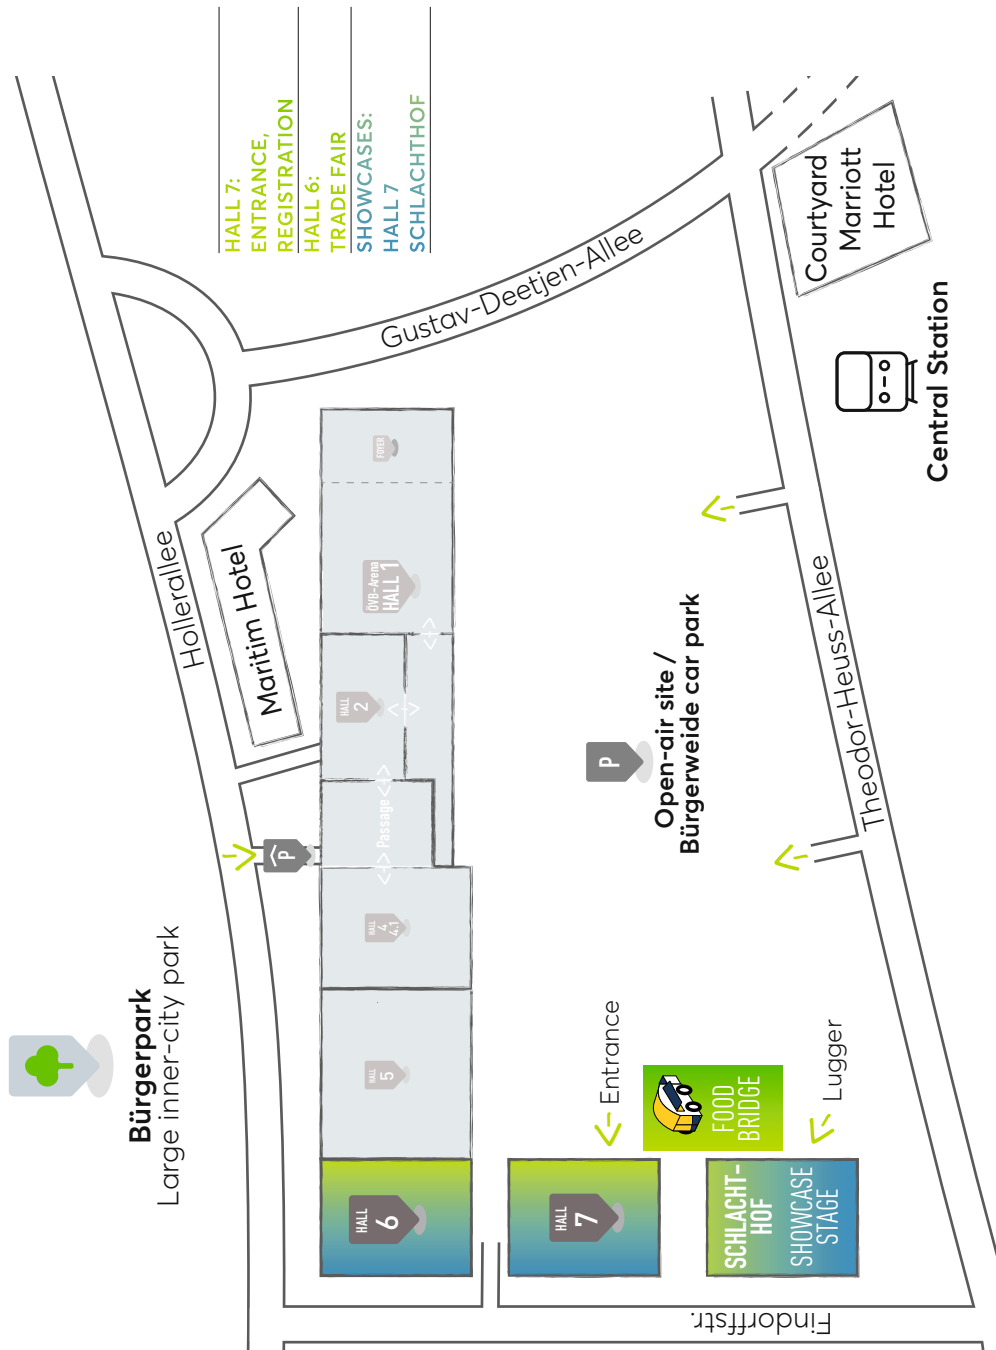 HALL 7:
ENTRANCE,
REGISTRATION
HALL 6:
TRADE FAIR
SHOWCASES:
HALL 7
SCHLACHTHOF
Bürgerpark
Large inner-city park
Hollerallee
Maritim Hotel
Gustav-Deetjen-Allee
Courtyard
Marriott
Hotel
Central Station
Theodor-Heuss-Allee
Findorffstr.
P
HALL
6
HALL
5
HALL
4
4.1
Passage
HALL
2
ÖVB-Arena
HALL 1
FOYER
P
Open-air site /
Bürgerweide car park
HALL
7
Entrance
FOOD
BRIDGE
Lugger
SCHLACHT-
HOF
SHOWCASE
STAGE